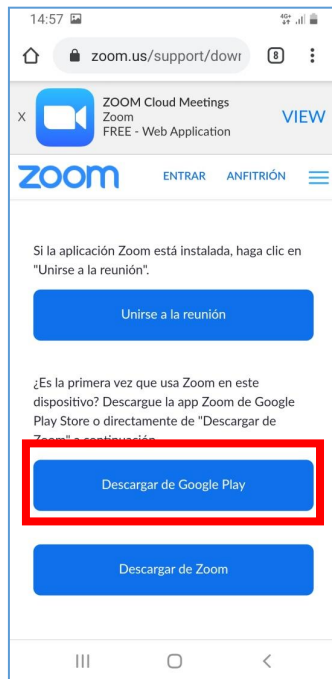 14:57
4G+
zoom.us/support/dowr
8
X
ZOOM Cloud Meetings
Zoom
FREE - Web Application
VIEW
zoom
ENTRAR
ANFITRIÓN
Si la aplicación Zoom está instalada, haga clic en
"Unirse a la reunión".
Unirse a la reunión
¿Es la primera vez que usa Zoom en este
dispositivo? Descargue la app Zoom de Google
Play Store o directamente de "Descargar de
Zoom" a continuación
Descargar de Google Play
Descargar de Zoom